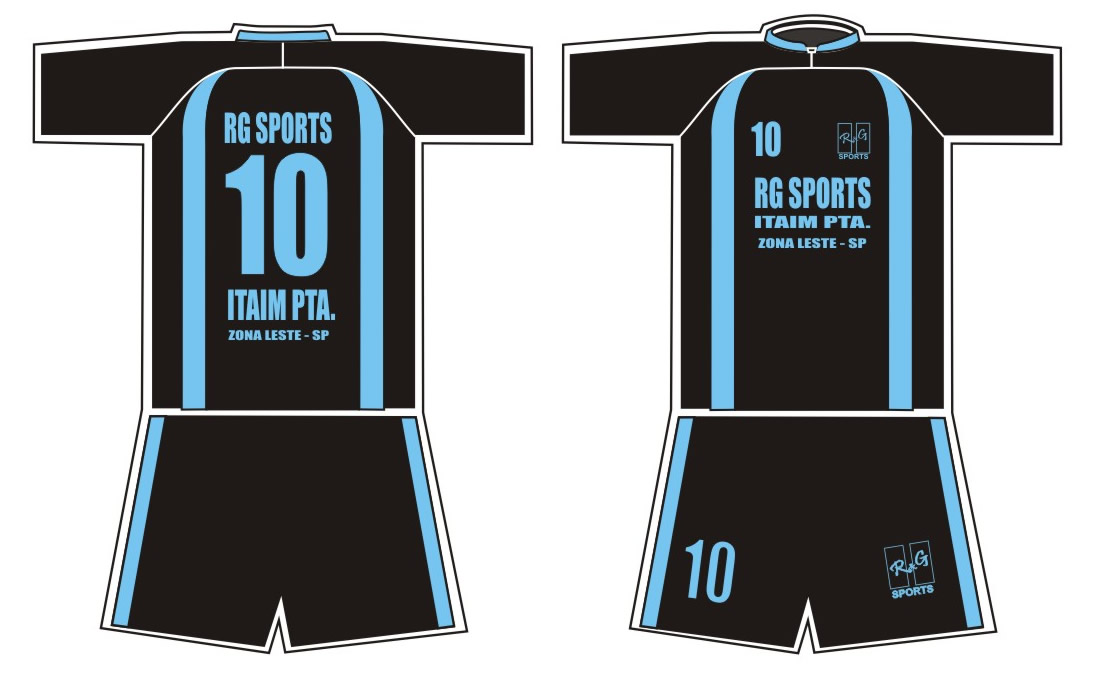 RG SPORTS
10
ITAIM PTA.
ZONA LESTE - SP
10
R&G
SPORTS
RG SPORTS
ITAIM PTA.
ZONA LESTE - SP
10
R&G
SPORTS